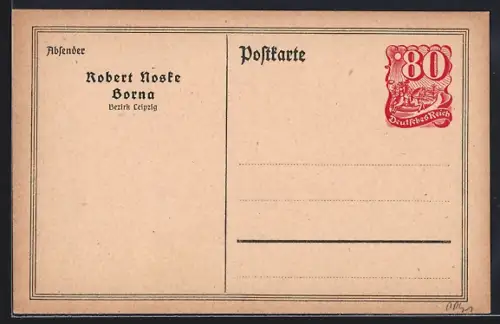 Absender
Robert Noske
Borna
Bezirk Leipzig
Postkarte
80
Deutsches Reich